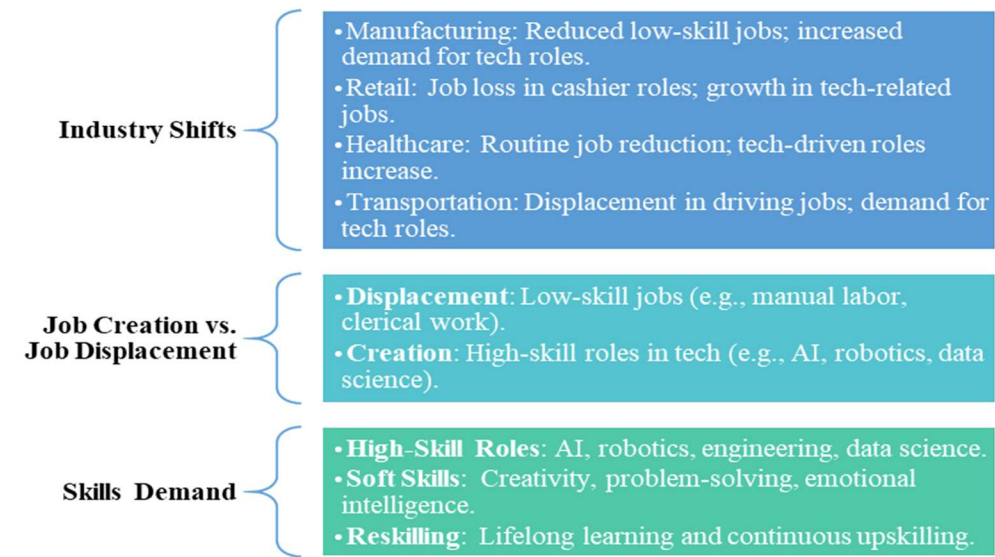 Industry Shifts
• Manufacturing: Reduced low-skill jobs; increased
demand for tech roles.
• Retail: Job loss in cashier roles; growth in tech-related
jobs.
• Healthcare: Routine job reduction; tech-driven roles
increase.
• Transportation: Displacement in driving jobs; demand for
tech roles.
Job Creation vs.
Job Displacement
• Displacement: Low-skill jobs (e.g., manual labor,
clerical work).
• Creation: High-skill roles in tech (e.g., AI, robotics, data
science).
Skills Demand
• High-Skill Roles: AI, robotics, engineering, data science.
• Soft Skills: Creativity, problem-solving, emotional
intelligence.
• Reskilling: Lifelong learning and continuous upskilling.